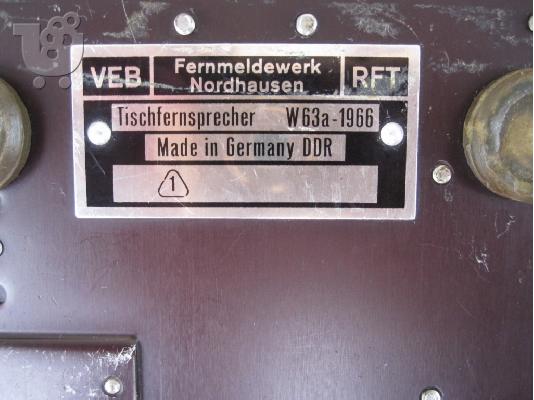 VEB
Fernmeldewerk
Nordhausen
RFT
Tischfernsprecher W63a-1966
Made in Germany DDR
1